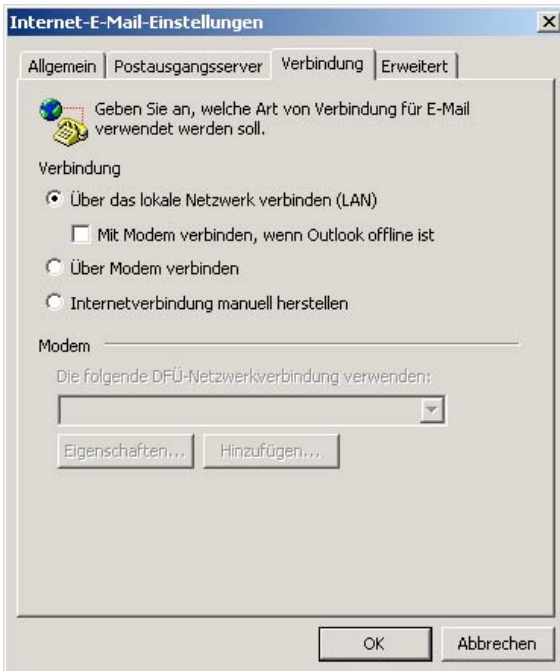 Internet-E-Mail-Einstellungen
Allgemein Postausgangsserver Verbindung Erweitert
Geben Sie an, welche Art von Verbindung für E-Mail
verwendet werden soll.
Verbindung
Über das lokale Netzwerk verbinden (LAN)
Mit Modem verbinden, wenn Outlook offline ist
Über Modem verbinden
Internetverbindung manuell herstellen
Modem
Die folgende DFÜ-Netzwerkverbindung verwenden:
Eigenschaften... Hinzufügen...
OK Abbrechen